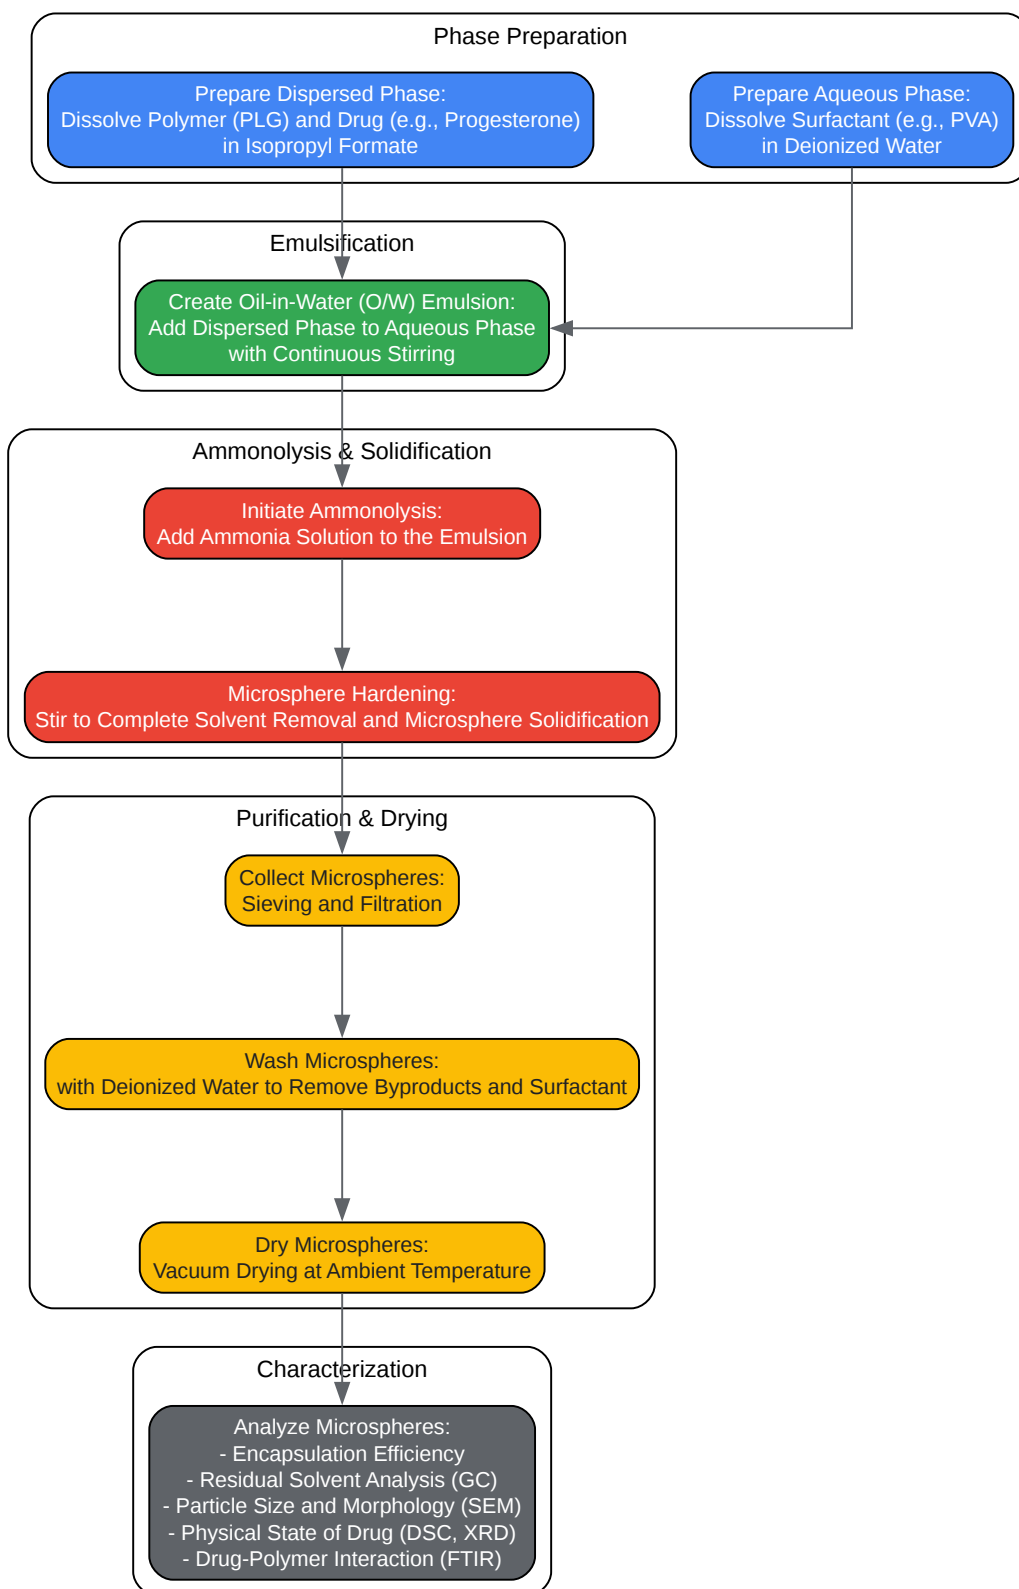 Phase Preparation
Prepare Dispersed Phase:
Dissolve Polymer (PLG) and Drug (e.g., Progesterone)
in Isopropyl Formate
Prepare Aqueous Phase:
Dissolve Surfactant (e.g., PVA)
in Deionized Water
Emulsification
Create Oil-in-Water (O/W) Emulsion:
Add Dispersed Phase to Aqueous Phase
with Continuous Stirring
Ammonolysis & Solidification
Initiate Ammonolysis:
Add Ammonia Solution to the Emulsion
Microsphere Hardening:
Stir to Complete Solvent Removal and Microsphere Solidification
Purification & Drying
Collect Microspheres:
Sieving and Filtration
Wash Microspheres:
with Deionized Water to Remove Byproducts and Surfactant
Dry Microspheres:
Vacuum Drying at Ambient Temperature
Characterization
Analyze Microspheres:
- Encapsulation Efficiency
- Residual Solvent Analysis (GC)
- Particle Size and Morphology (SEM)
- Physical State of Drug (DSC, XRD)
- Drug-Polymer Interaction (FTIR)